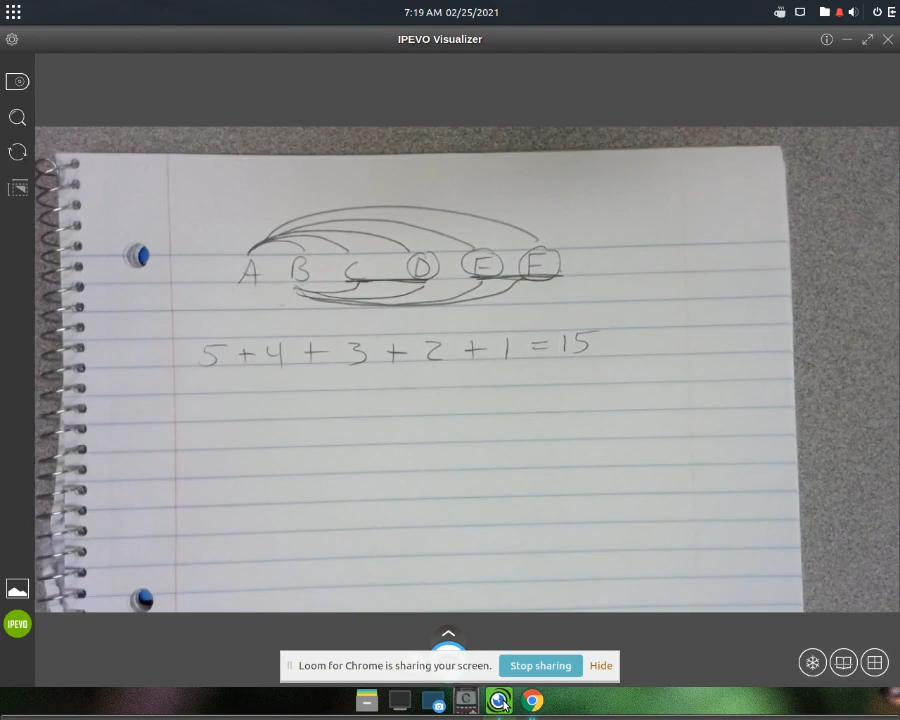 7:19 AM 02/25/2021
IPEVO Visualizer
A B C D E F
5 + 4 + 3 + 2 + 1 = 15
IPEVO
Loom for Chrome is sharing your screen. Stop sharing Hide